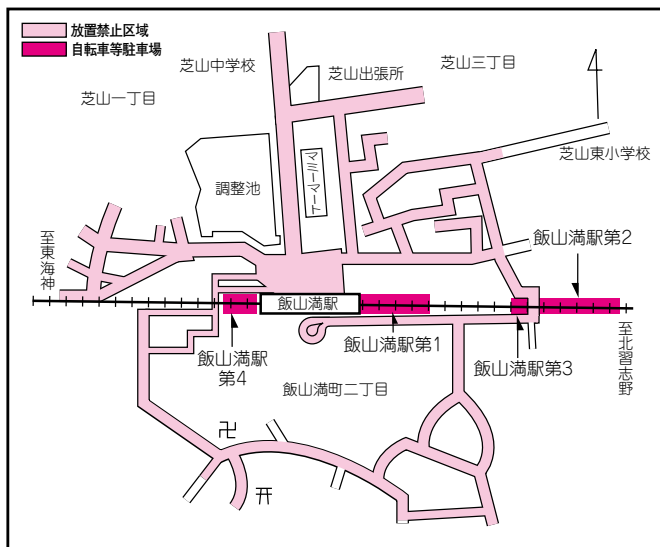 放置禁止区域
自転車等駐車場
芝山中学校
芝山出張所
芝山三丁目
芝山一丁目
芝山東小学校
マミーマート
調整池
至東海神
飯山満駅第2
飯山満駅
飯山満駅
第4
飯山満駅第1
飯山満駅第3
至北習志野
飯山満町二丁目